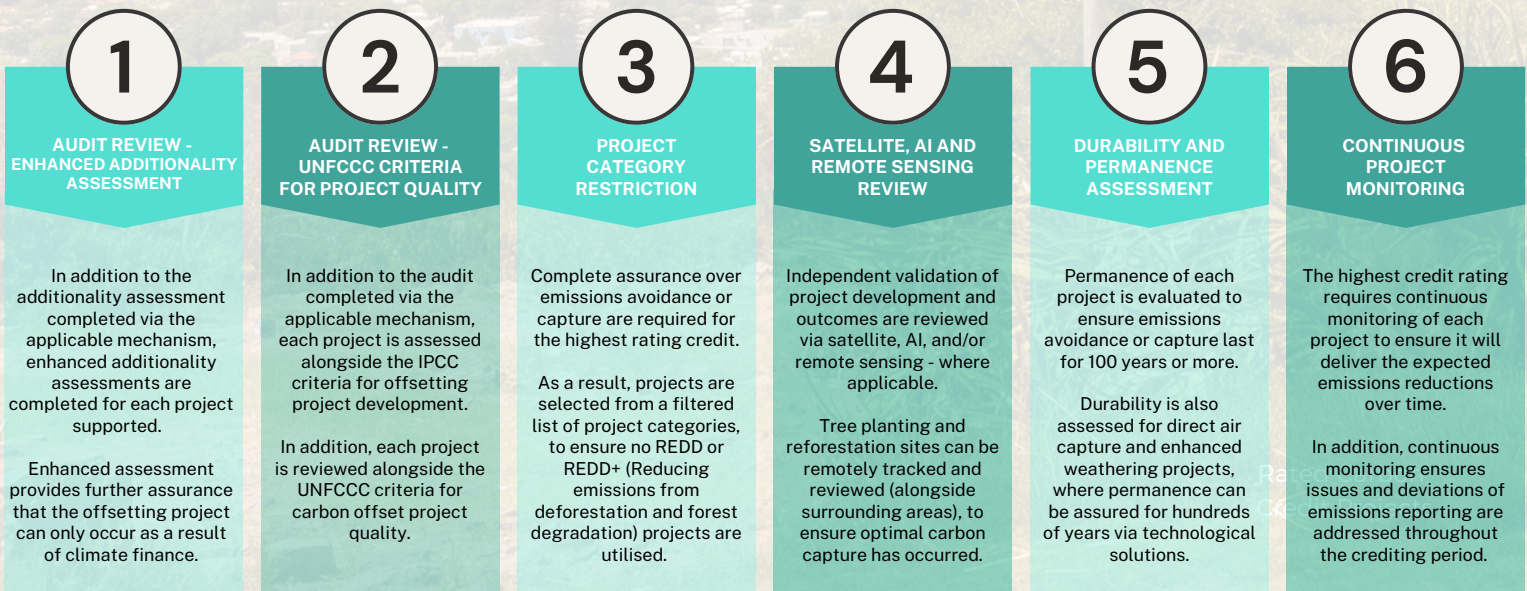 1
AUDIT REVIEW -
ENHANCED ADDITIONALITY
ASSESSMENT
In addition to the
additionality assessment
completed via the
applicable mechanism,
enhanced additionality
assessments are
completed for each project
supported.
Enhanced assessment
provides further assurance
that the offsetting project
can only occur as a result
of climate finance.
2
AUDIT REVIEW -
UNFCCC CRITERIA
FOR PROJECT QUALITY
In addition to the audit
completed via the
applicable mechanism,
each project is assessed
alongside the IPCC
criteria for offsetting
project development.
In addition, each project
is reviewed alongside the
UNFCCC criteria for
carbon offset project
quality.
3
PROJECT
CATEGORY
RESTRICTION
Complete assurance over
emissions avoidance or
capture are required for
the highest rating credit.
As a result, projects are
selected from a filtered
list of project categories,
to ensure no REDD or
REDD+ (Reducing
emissions from
deforestation and forest
degradation) projects are
utilised.
4
SATELLITE, AI AND
REMOTE SENSING
REVIEW
Independent validation of
project development and
outcomes are reviewed
via satellite, AI, and/or
remote sensing - where
applicable.
Tree planting and
reforestation sites can be
remotely tracked and
reviewed (alongside
surrounding areas), to
ensure optimal carbon
capture has occurred.
5
DURABILITY AND
PERMANENCE
ASSESSMENT
Permanence of each
project is evaluated to
ensure emissions
avoidance or capture last
for 100 years or more.
Durability is also
assessed for direct air
capture and enhanced
weathering projects,
where permanence can
be assured for hundreds
of years via technological
solutions.
6
CONTINUOUS
PROJECT
MONITORING
The highest credit rating
requires continuous
monitoring of each
project to ensure it will
deliver the expected
emissions reductions
over time.
In addition, continuous
monitoring ensures
issues and deviations of
emissions reporting are
addressed throughout
the crediting period.